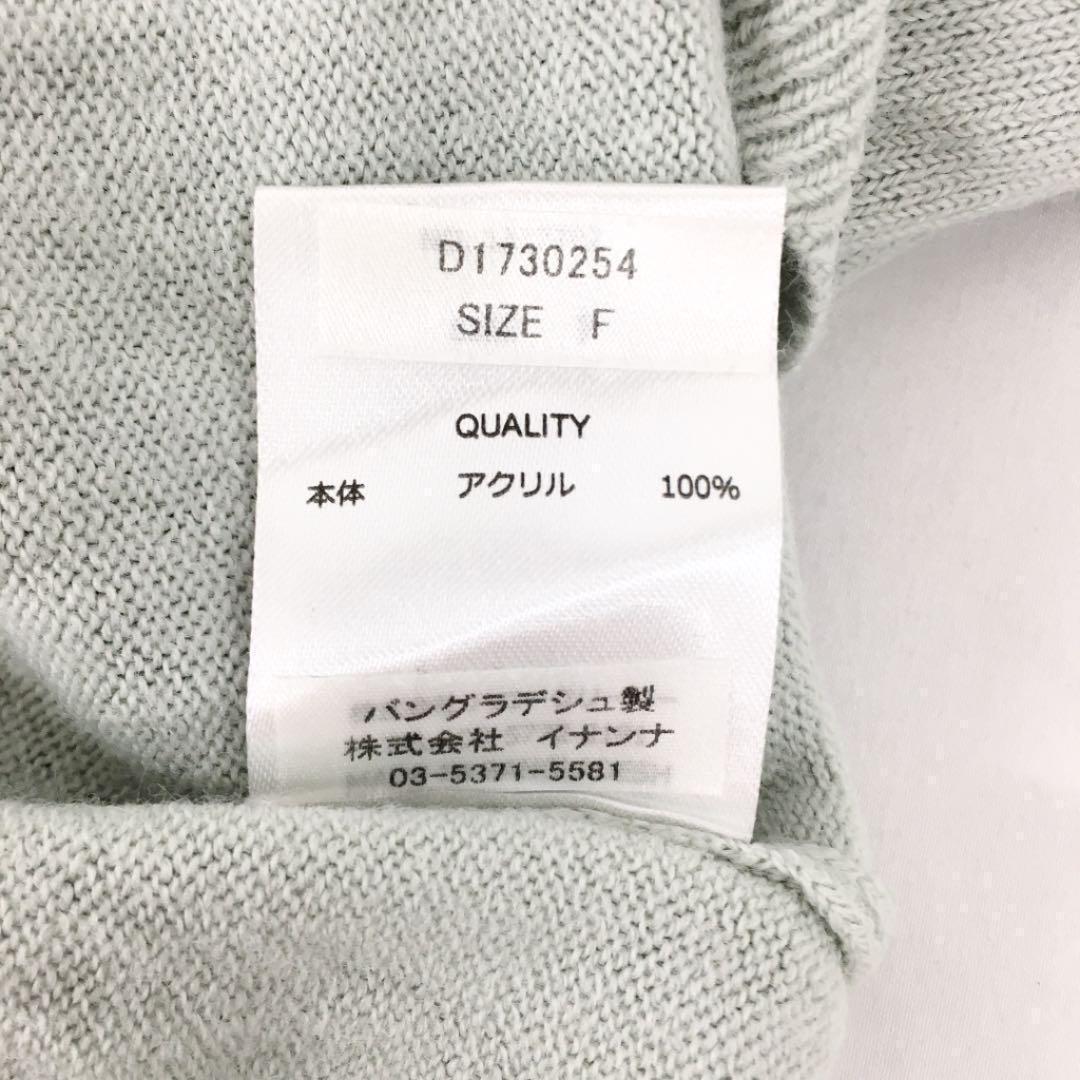 D1730254
SIZE F
QUALITY
本体 アクリル 100%
バングラデシュ製
株式会社 イナンナ
03-5371-5581